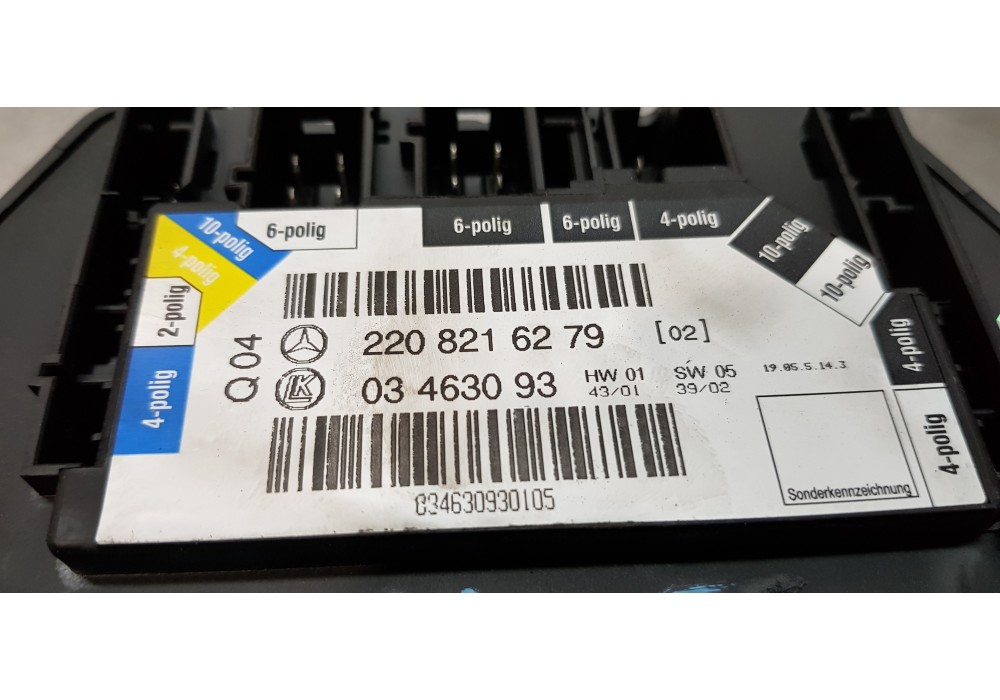 10-polig
6-polig
6-polig
6-polig
4-polig
10-polig
10-polig
4-polig
2-polig
4-polig
4-polig
4-polig
Q 04
220 821 62 79 [02]
LK 03 4630 93 HW 01 SW 05 19.05.5.14.3
43/01 39/02
034630930105
Sonderkennzeichnung